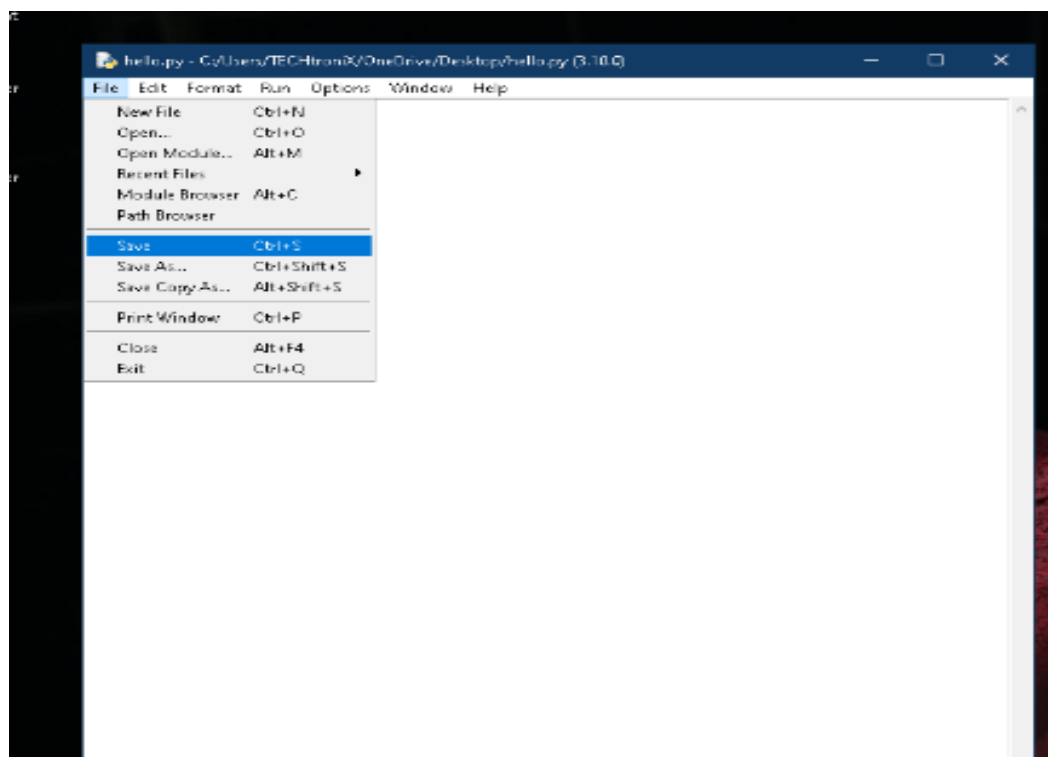 hello.py - C:/Users/TECHtroniX/OneDrive/Desktop/hello.py (3.10.0)
File Edit Format Run Options Window Help
New File Ctrl+N
Open... Ctrl+O
Open Module... Alt+M
Recent Files
Module Browser Alt+C
Path Browser
Save Ctrl+S
Save As... Ctrl+Shift+S
Save Copy As... Alt+Shift+S
Print Window Ctrl+P
Close Alt+F4
Exit Ctrl+Q